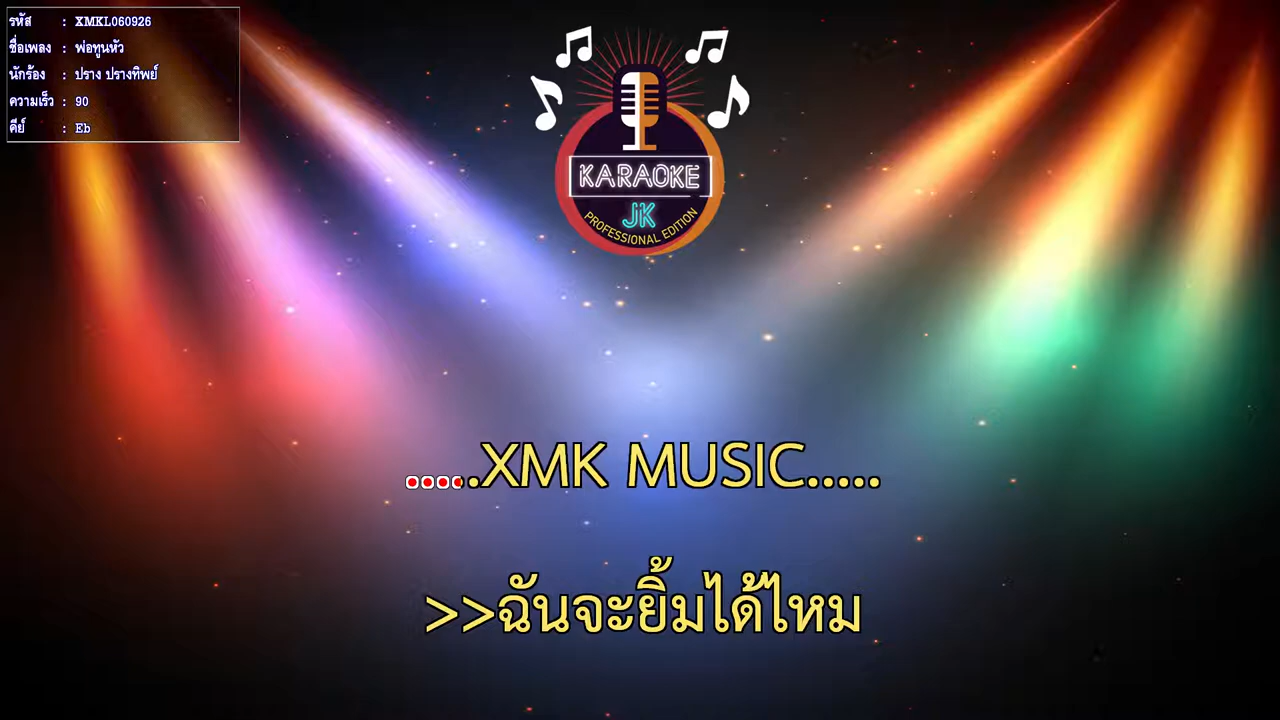 รหัส : XMKL060926
ชื่อเพลง : พ่อทูนหัว
นักร้อง : ปราง ปรางทิพย์
ความเร็ว : 90
คีย์ : Eb
KARAOKE
JK
PROFESSIONAL EDITION
.....XMK MUSIC.....
>>ฉันจะยิ้มได้ไหม